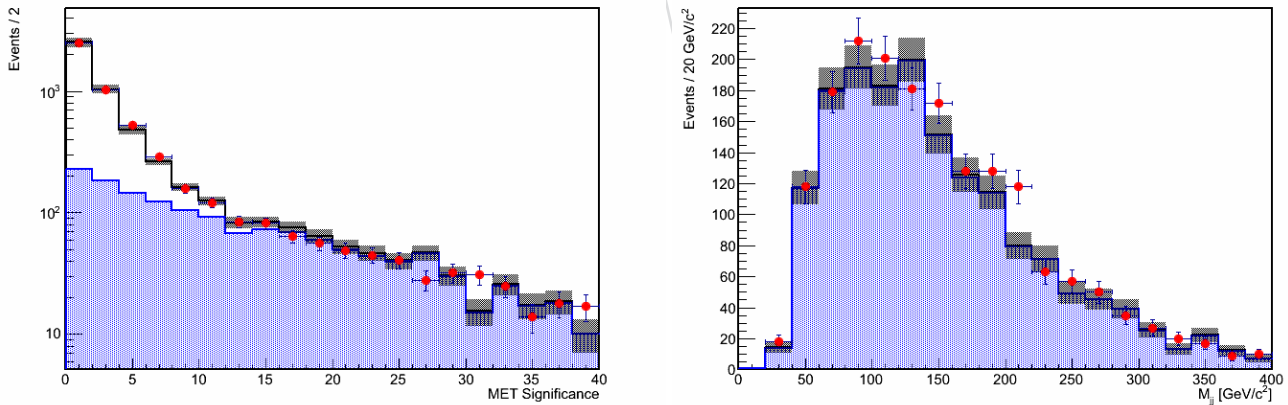 Events / 2
10³
10²
10
0 5 10 15 20 25 30 35 40
MET Significance
Events / 20 GeV/c²
220
200
180
160
140
120
100
80
60
40
20
0
0 50 100 150 200 250 300 350 400
M_jj [GeV/c²]